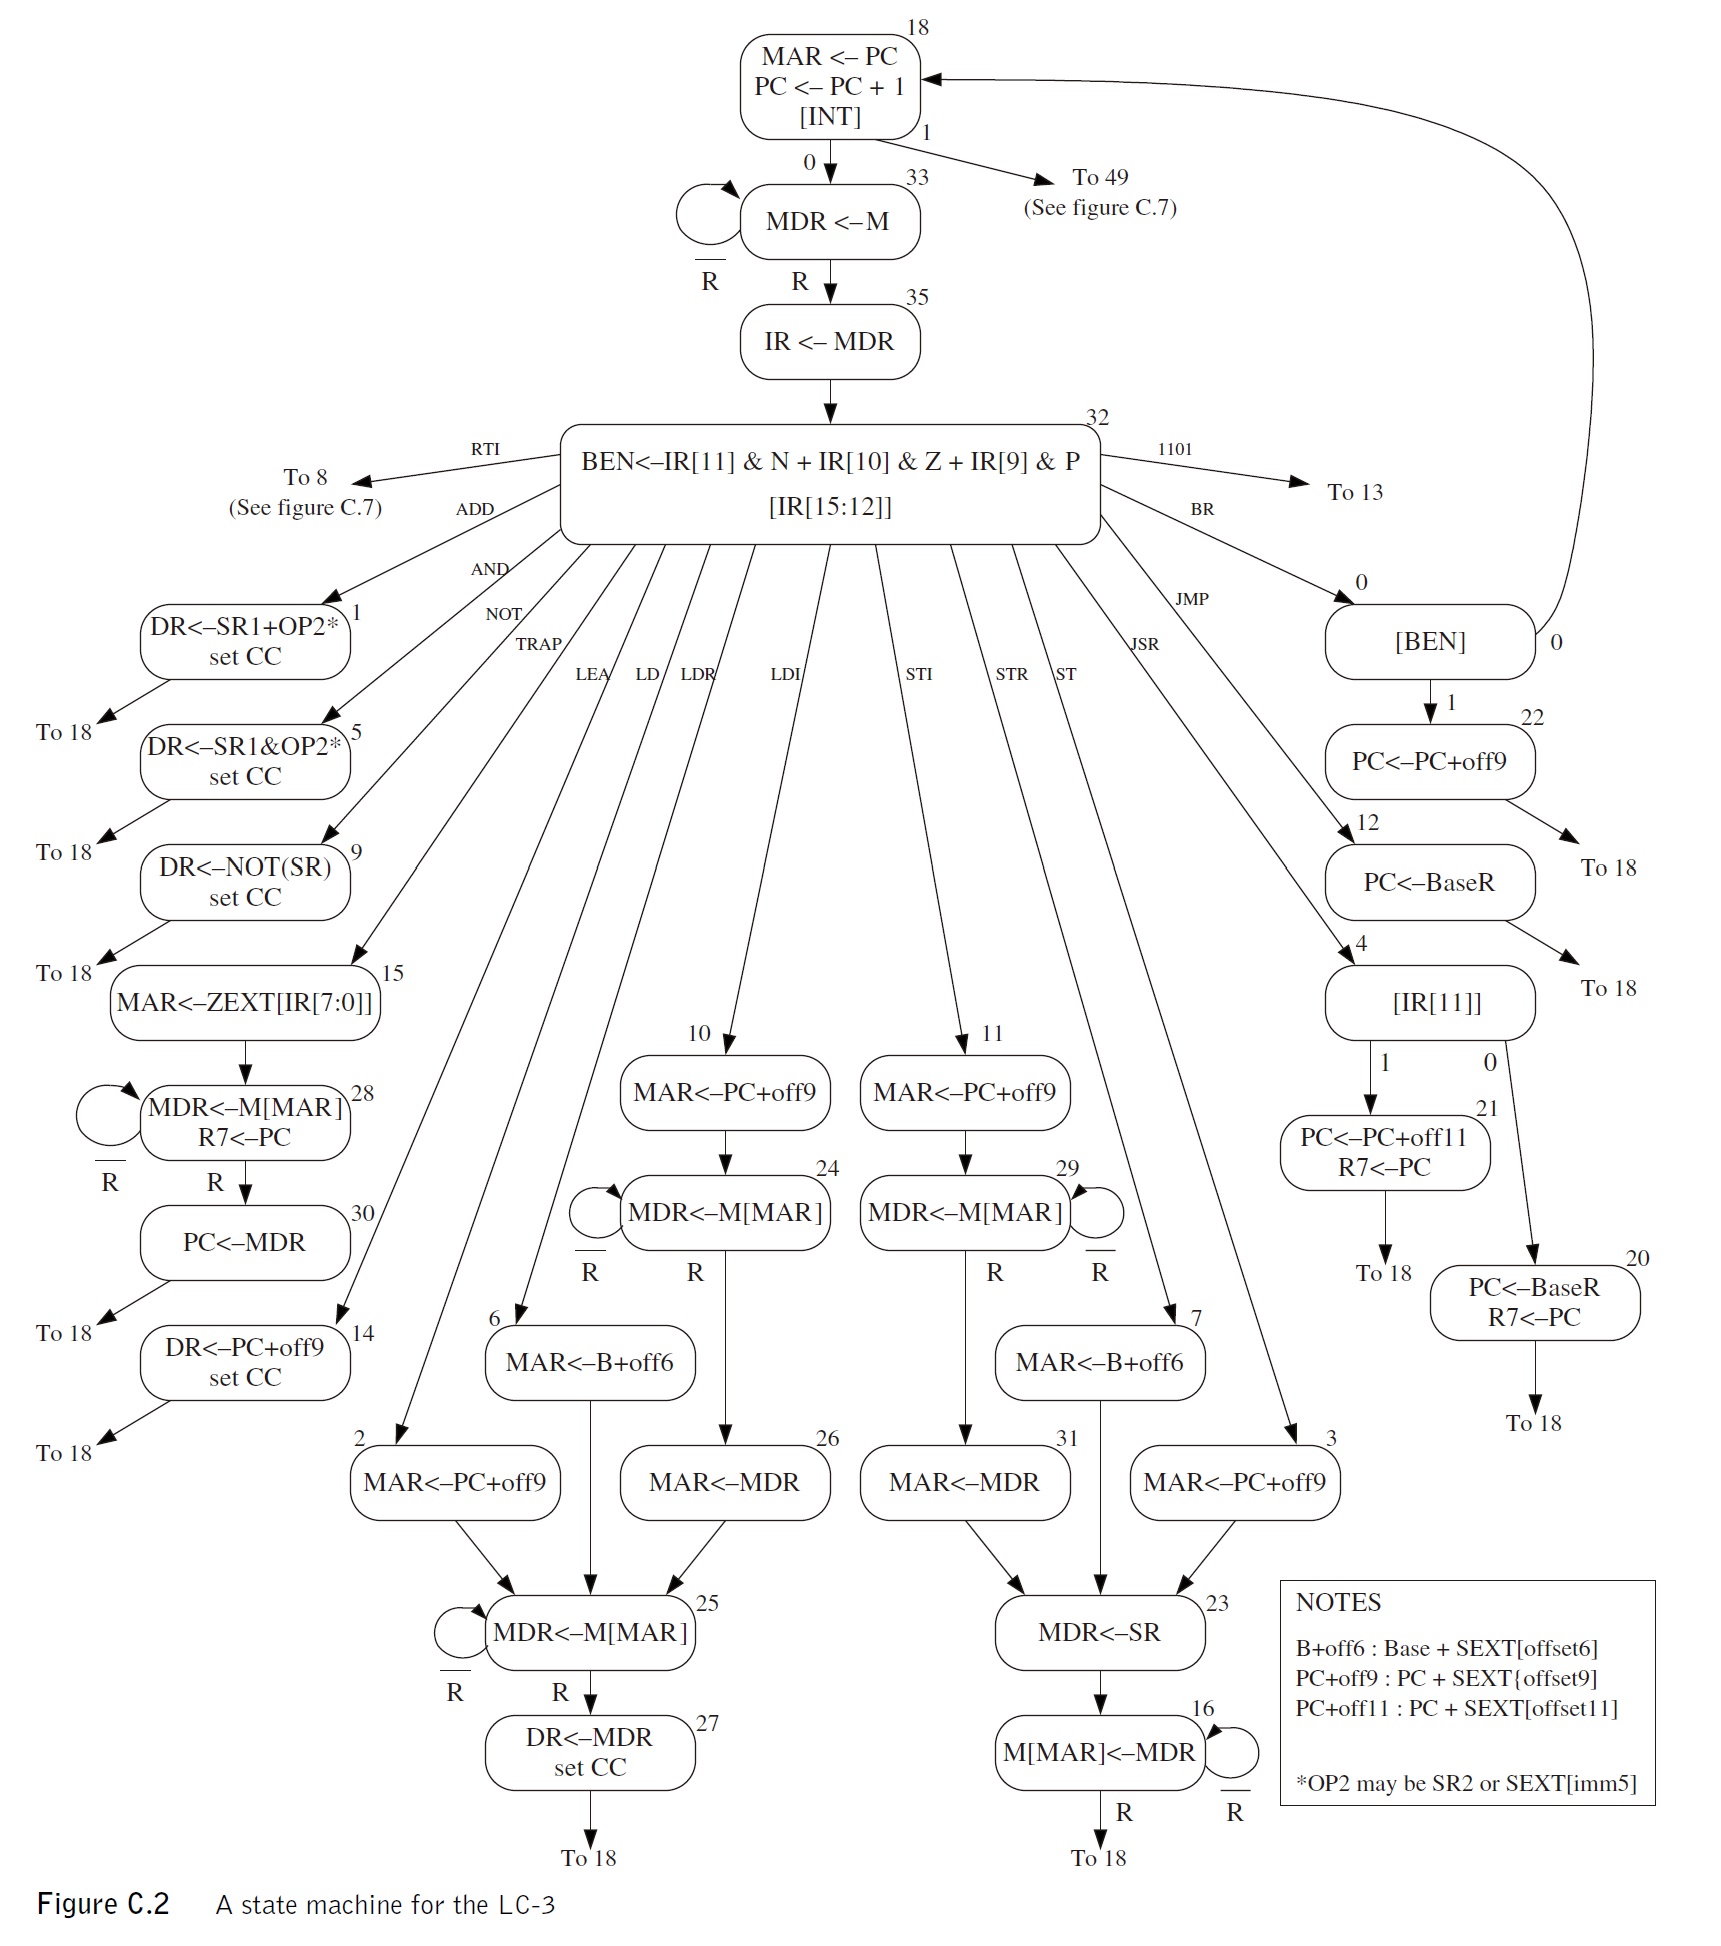 18
MAR <– PC
PC <– PC + 1
[INT]
1
0
To 49
(See figure C.7)
33
MDR <– M
R
R
35
IR <– MDR
32
BEN<–IR[11] & N + IR[10] & Z + IR[9] & P
[IR[15:12]]
RTI
To 8
(See figure C.7)
1101
To 13
ADD
BR
AND
JMP
NOT
TRAP
JSR
LEA
LD
LDR
LDI
STI
STR
ST
1
DR<–SR1+OP2*
set CC
To 18
0
[BEN]
0
1
5
DR<–SR1&OP2*
set CC
To 18
22
PC<–PC+off9
To 18
9
DR<–NOT(SR)
set CC
To 18
12
PC<–BaseR
To 18
15
MAR<–ZEXT[IR[7:0]]
4
[IR[11]]
1
0
28
MDR<–M[MAR]
R7<–PC
R
R
10
MAR<–PC+off9
11
MAR<–PC+off9
21
PC<–PC+off11
R7<–PC
To 18
30
PC<–MDR
To 18
24
MDR<–M[MAR]
R
R
29
MDR<–M[MAR]
R
R
20
PC<–BaseR
R7<–PC
To 18
14
DR<–PC+off9
set CC
To 18
6
MAR<–B+off6
7
MAR<–B+off6
2
MAR<–PC+off9
26
MAR<–MDR
31
MAR<–MDR
3
MAR<–PC+off9
25
MDR<–M[MAR]
R
R
23
MDR<–SR
27
DR<–MDR
set CC
To 18
16
M[MAR]<–MDR
R
R
To 18
NOTES
B+off6 : Base + SEXT[offset6]
PC+off9 : PC + SEXT{offset9]
PC+off11 : PC + SEXT[offset11]
*OP2 may be SR2 or SEXT[imm5]
Figure C.2 A state machine for the LC-3